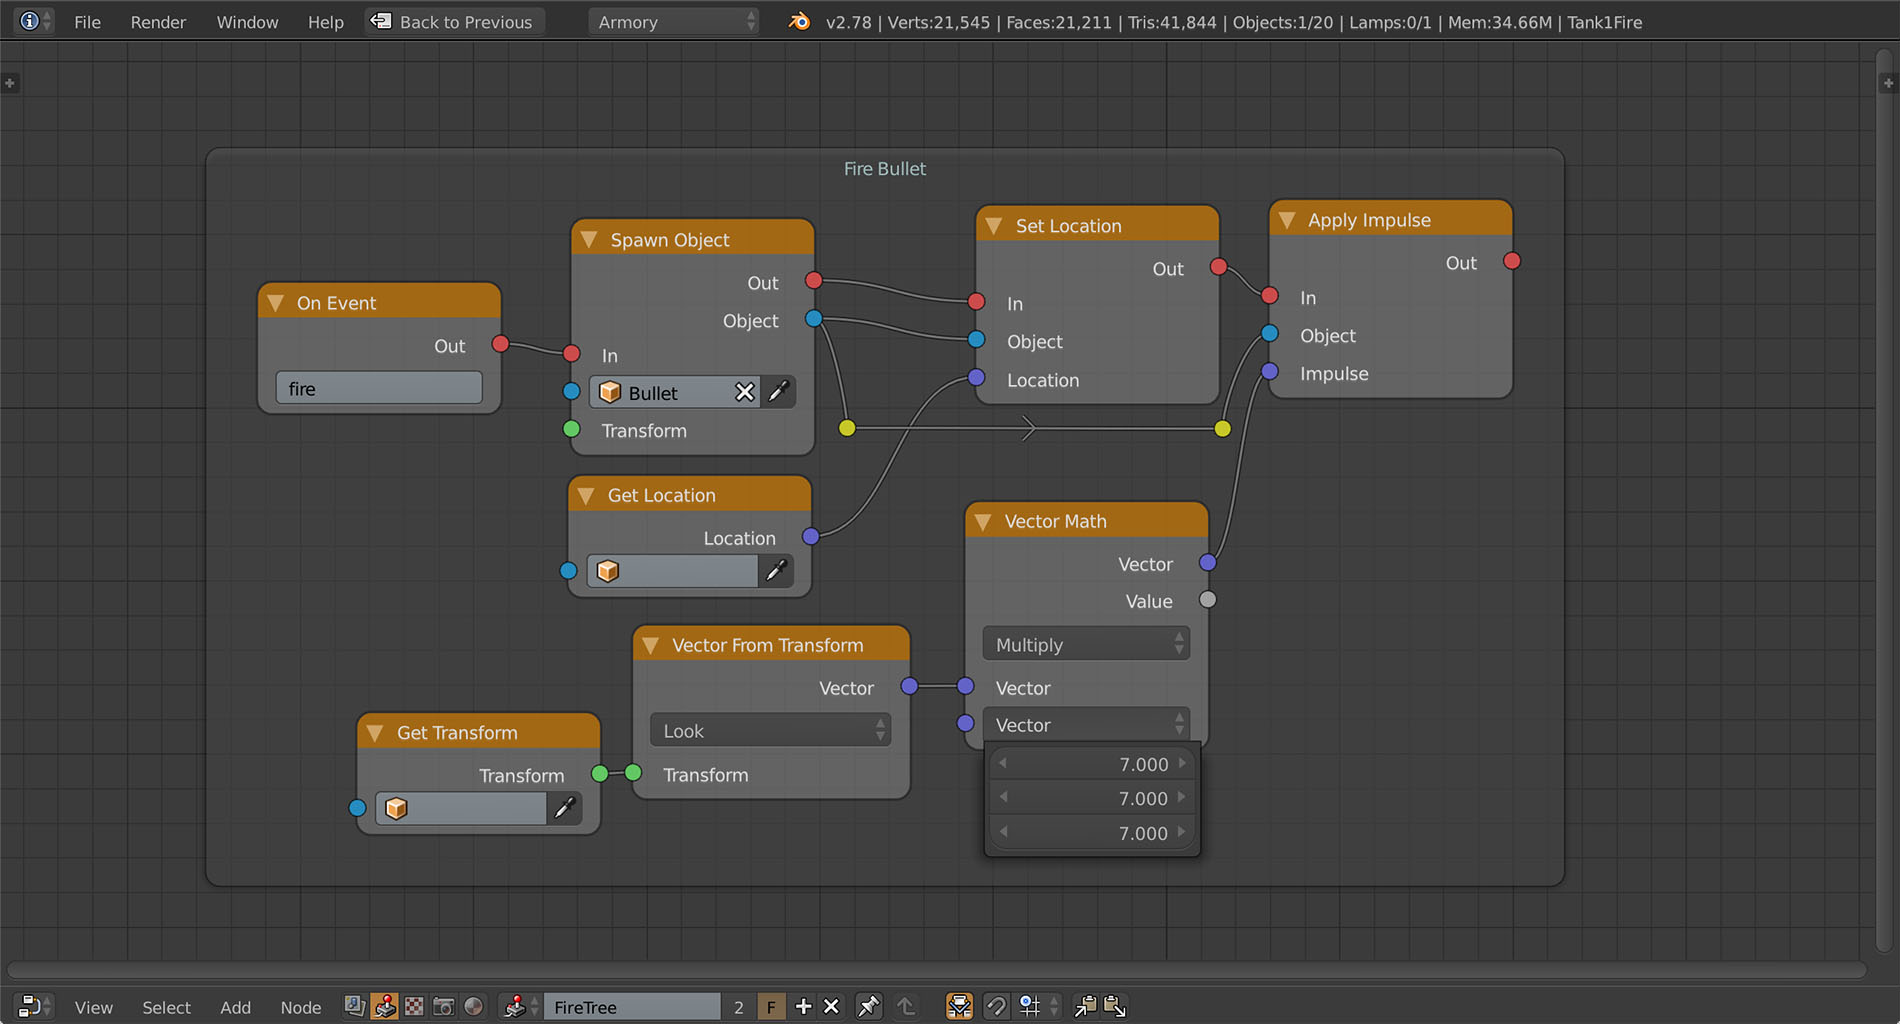 File Render Window Help Back to Previous Armory v2.78 | Verts:21,545 | Faces:21,211 | Tris:41,844 | Objects:1/20 | Lamps:0/1 | Mem:34.66M | Tank1Fire
Fire Bullet
On Event
Out
fire
Spawn Object
Out
Object
In
Bullet
Transform
Set Location
Out
In
Object
Location
Apply Impulse
Out
In
Object
Impulse
Get Location
Location
Vector Math
Vector
Value
Multiply
Vector
Vector
7.000
7.000
7.000
Vector From Transform
Vector
Look
Transform
Get Transform
Transform
View Select Add Node FireTree 2 F